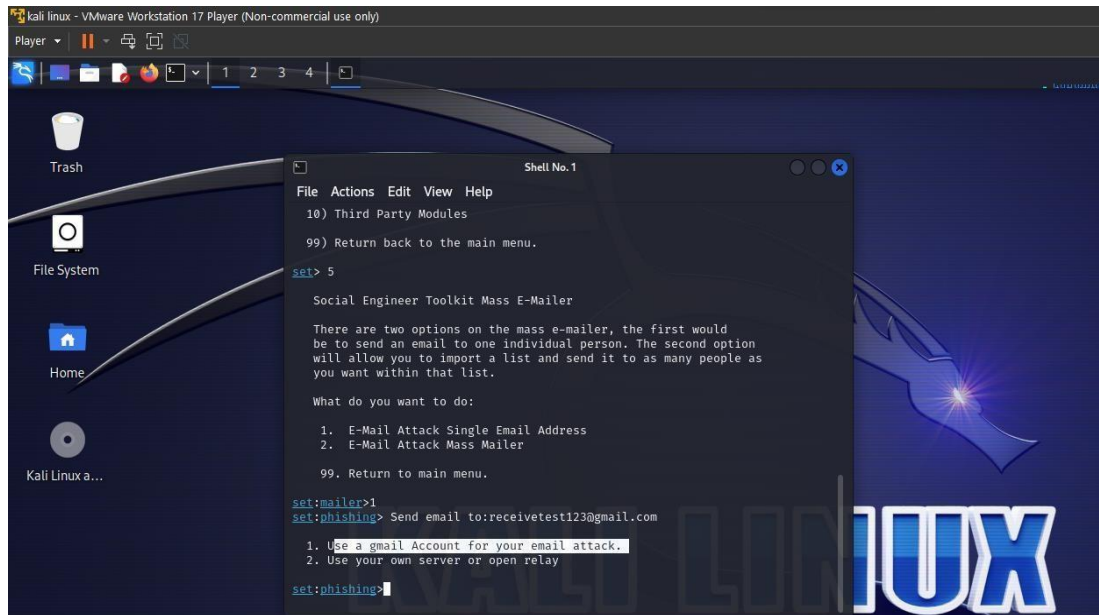 kali linux - VMware Workstation 17 Player (Non-commercial use only)
Player
1 2 3 4
Trash
File System
Home
Kali Linux a...
Shell No. 1
File Actions Edit View Help
10) Third Party Modules
99) Return back to the main menu.
set> 5
Social Engineer Toolkit Mass E-Mailer
There are two options on the mass e-mailer, the first would
be to send an email to one individual person. The second option
will allow you to import a list and send it to as many people as
you want within that list.
What do you want to do:
1. E-Mail Attack Single Email Address
2. E-Mail Attack Mass Mailer
99. Return to main menu.
set:mailer>1
set:phishing> Send email to:receivetest123@gmail.com
1. Use a gmail Account for your email attack.
2. Use your own server or open relay
set:phishing>
KALI LINUX